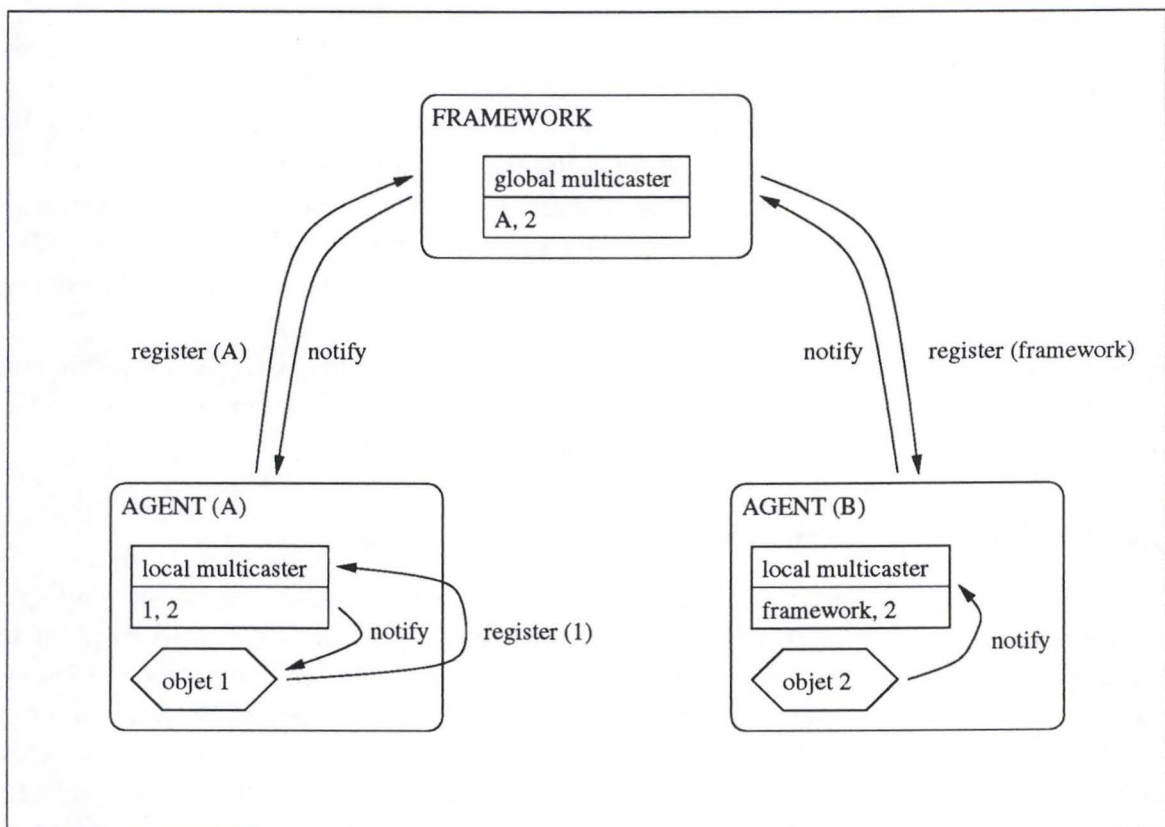 FRAMEWORK
global multicaster
A, 2
register (A)
notify
notify
register (framework)
AGENT (A)
local multicaster
1, 2
notify
register (1)
objet 1
AGENT (B)
local multicaster
framework, 2
notify
objet 2